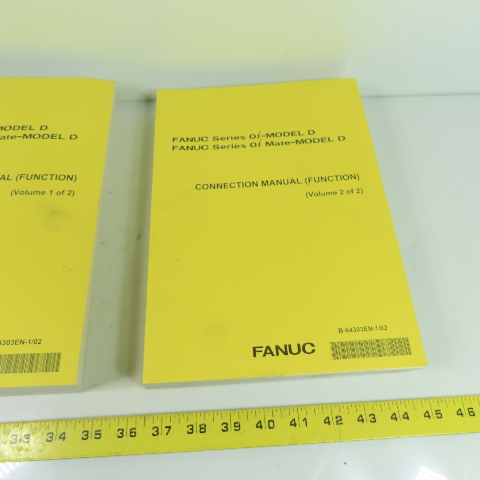 MODEL D
ate-MODEL D
AL (FUNCTION)
(Volume 1 of 2)
4303EN-1/02
FANUC Series 0i-MODEL D
FANUC Series 0i Mate-MODEL D
CONNECTION MANUAL (FUNCTION)
(Volume 2 of 2)
B-64303EN-1/02
FANUC
33 34 35 36 37 38 39 40 41 42 43 44 45 46